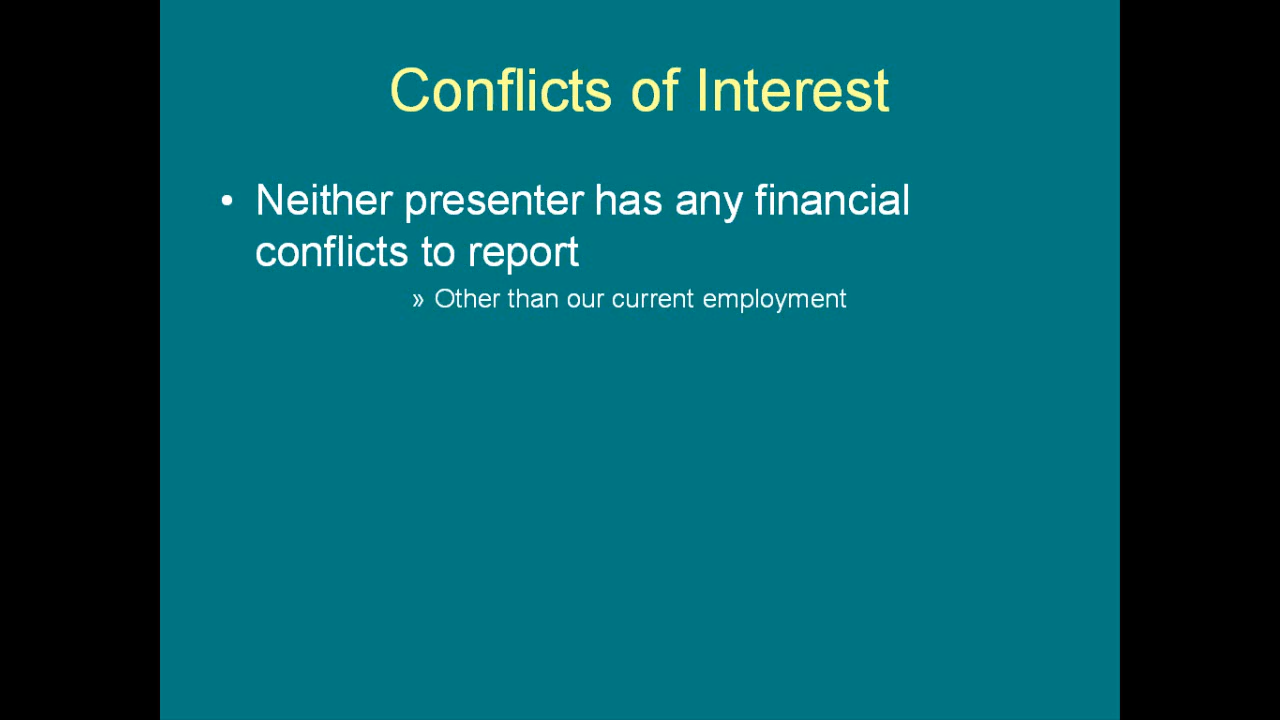 Conflicts of Interest
• Neither presenter has any financial
conflicts to report
» Other than our current employment